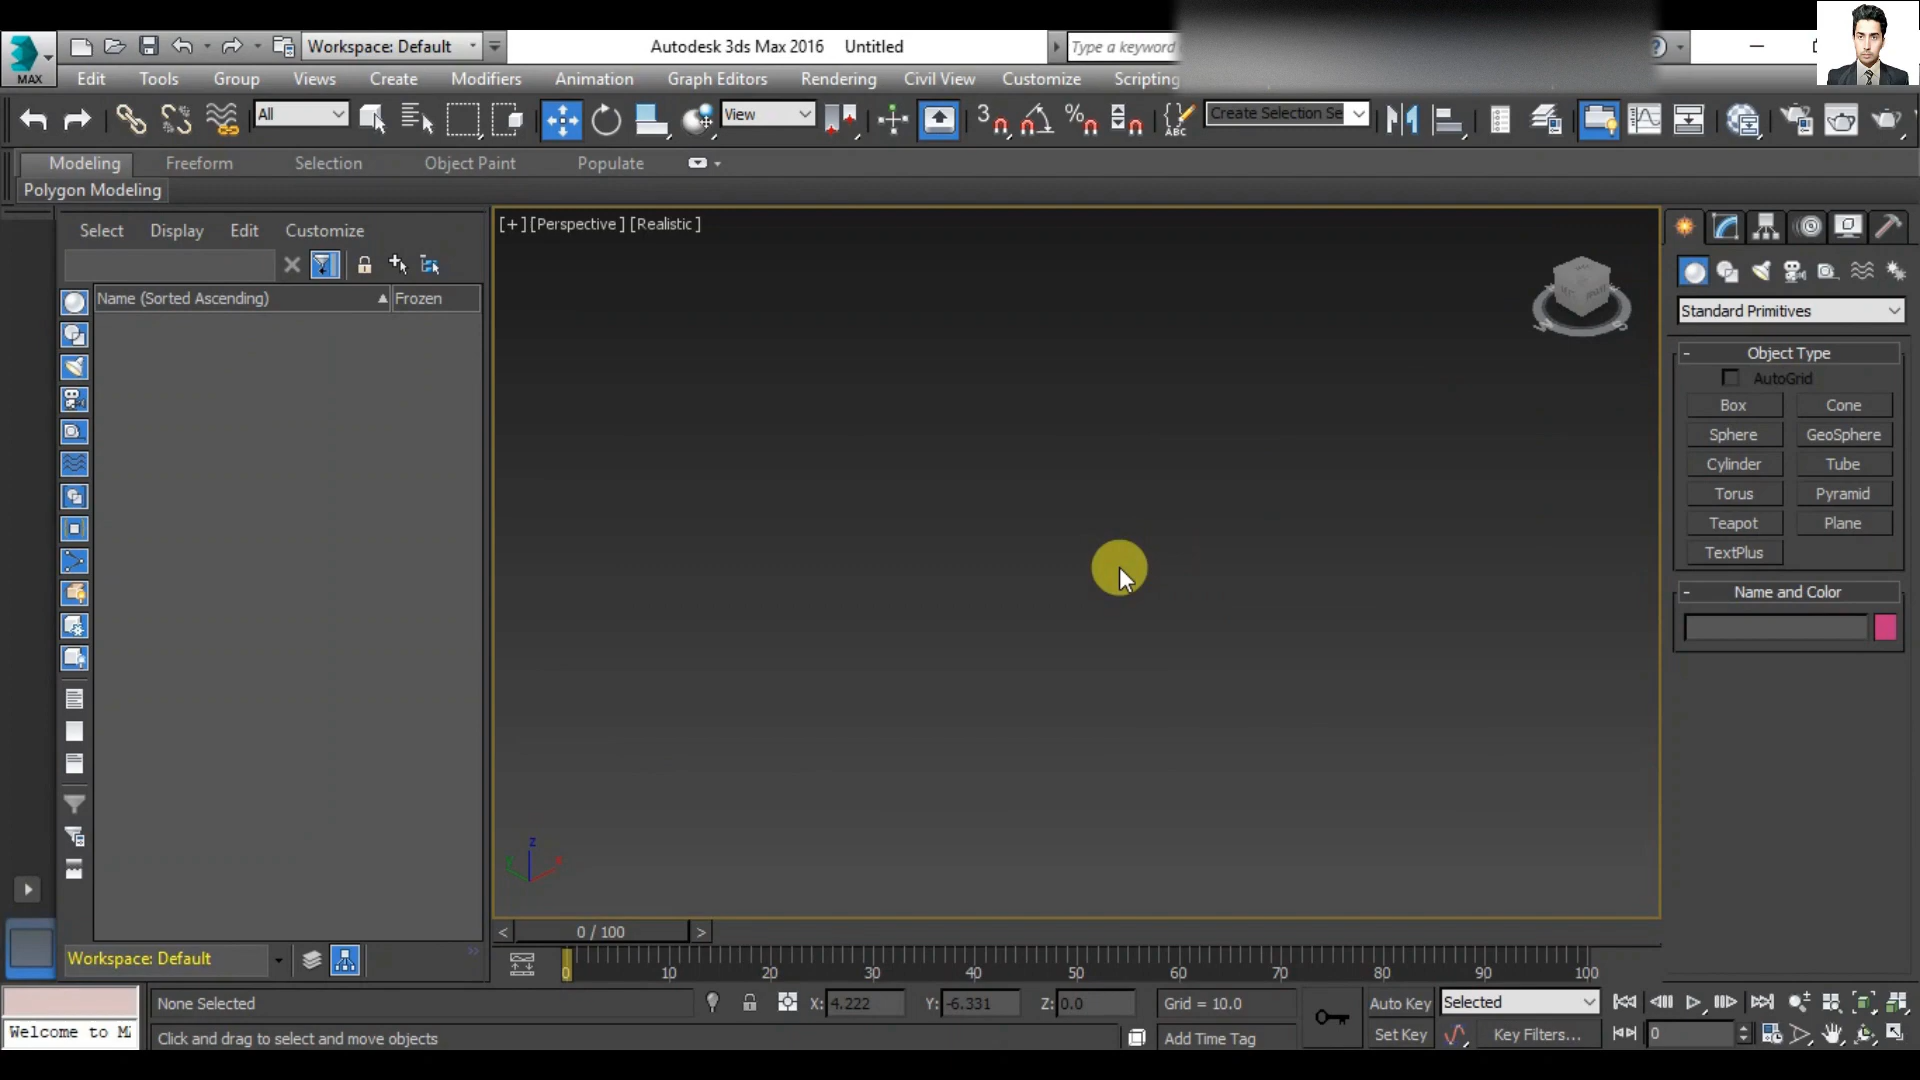 Workspace: Default
Autodesk 3ds Max 2016 Untitled
Type a keyword
MAX
Edit Tools Group Views Create Modifiers Animation Graph Editors Rendering Civil View Customize Scripting
All
View
3
%
ABC
Create Selection Se
Modeling Freeform Selection Object Paint Populate
Polygon Modeling
Select Display Edit Customize
Name (Sorted Ascending) Frozen
[+] [Perspective] [Realistic]
Standard Primitives
- Object Type
AutoGrid
Box Cone
Sphere GeoSphere
Cylinder Tube
Torus Pyramid
Teapot Plane
TextPlus
- Name and Color
z
< 0 / 100 >
Workspace: Default
0 10 20 30 40 50 60 70 80 90 100
None Selected X: 4.222 Y: -6.331 Z: 0.0 Grid = 10.0 Auto Key Selected
Welcome to M
Click and drag to select and move objects Add Time Tag Set Key Key Filters... 0